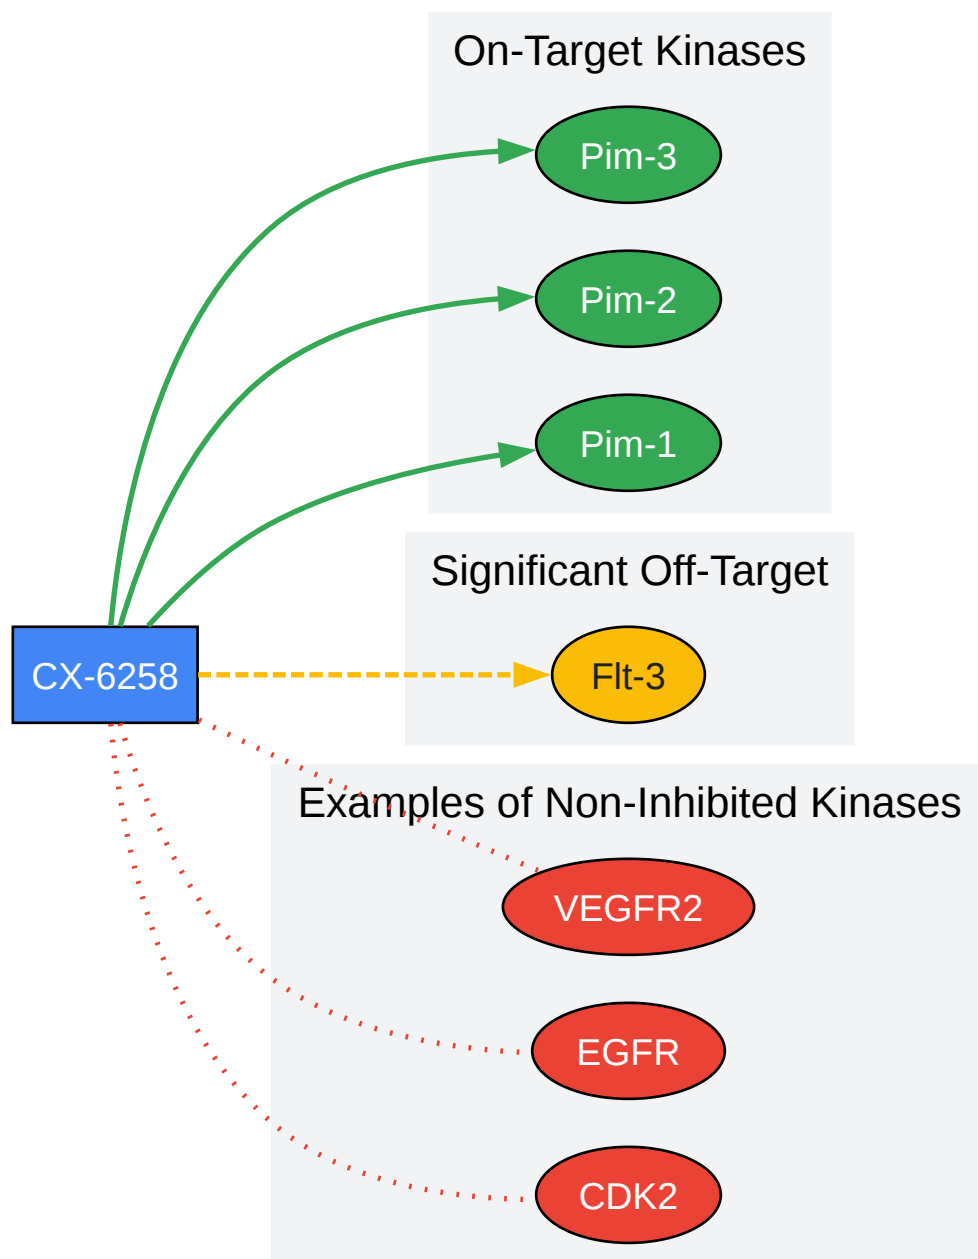 On-Target Kinases
Pim-3
Pim-2
Pim-1
Significant Off-Target
CX-6258
Flt-3
Examples of Non-Inhibited Kinases
VEGFR2
EGFR
CDK2